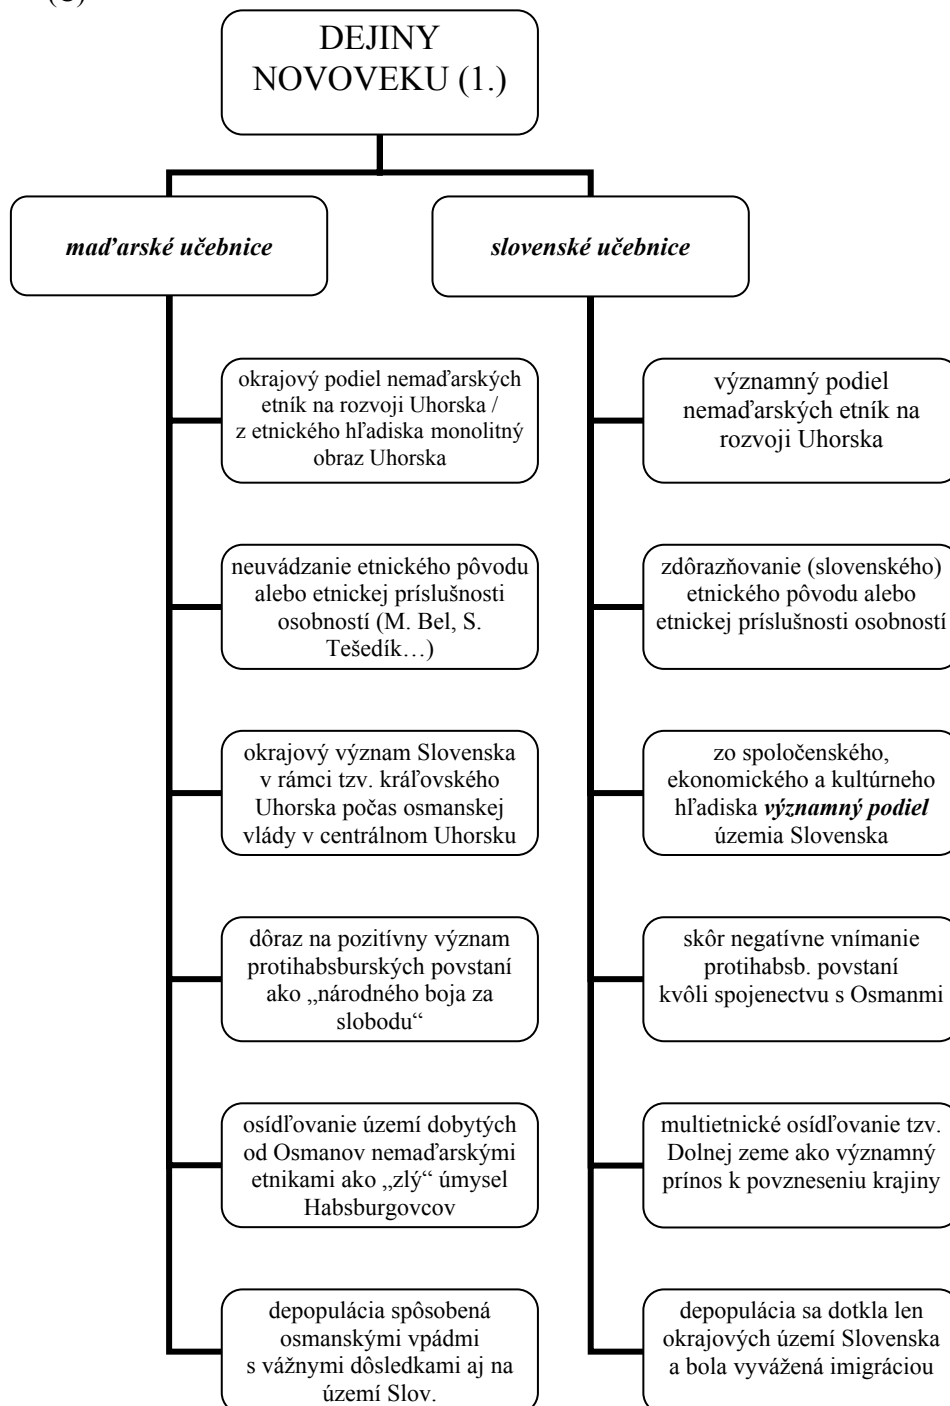 DEJINY
NOVOVEKU (1.)
maďarské učebnice
slovenské učebnice
okrajový podiel nemaďarských
etník na rozvoji Uhorska /
z etnického hľadiska monolitný
obraz Uhorska
významný podiel
nemaďarských etník na
rozvoji Uhorska
neuvádzanie etnického pôvodu
alebo etnickej príslušnosti
osobností (M. Bel, S.
Tešedík…)
zdôrazňovanie (slovenského)
etnického pôvodu alebo
etnickej príslušnosti osobností
okrajový význam Slovenska
v rámci tzv. kráľovského
Uhorska počas osmanskej
vlády v centrálnom Uhorsku
zo spoločenského,
ekonomického a kultúrneho
hľadiska významný podiel
územia Slovenska
dôraz na pozitívny význam
protihabsburských povstaní
ako „národného boja za
slobodu“
skôr negatívne vnímanie
protihabsb. povstaní
kvôli spojenectvu s Osmanmi
osídľovanie území dobytých
od Osmanov nemaďarskými
etnikami ako „zlý“ úmysel
Habsburgovcov
multietnické osídľovanie tzv.
Dolnej zeme ako významný
prínos k povzneseniu krajiny
depopulácia spôsobená
osmanskými vpádmi
s vážnymi dôsledkami aj na
území Slov.
depopulácia sa dotkla len
okrajových území Slovenska
a bola vyvážená imigráciou